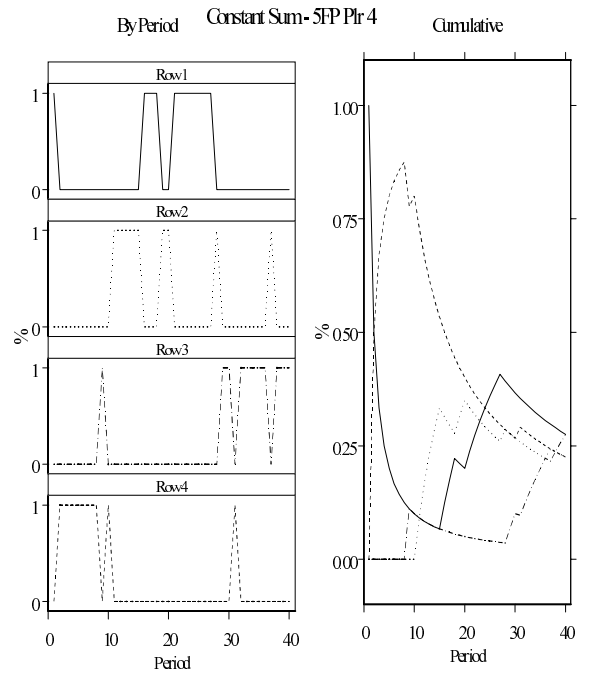 Constant Sum - 5FP Plr 4
By Period
Cumulative
Row1
1
0
Row2
1
0
Row3
1
0
Row4
1
0
%
0 10 20 30 40
Period
1.00
0.75
0.50
0.25
0.00
%
0 10 20 30 40
Period